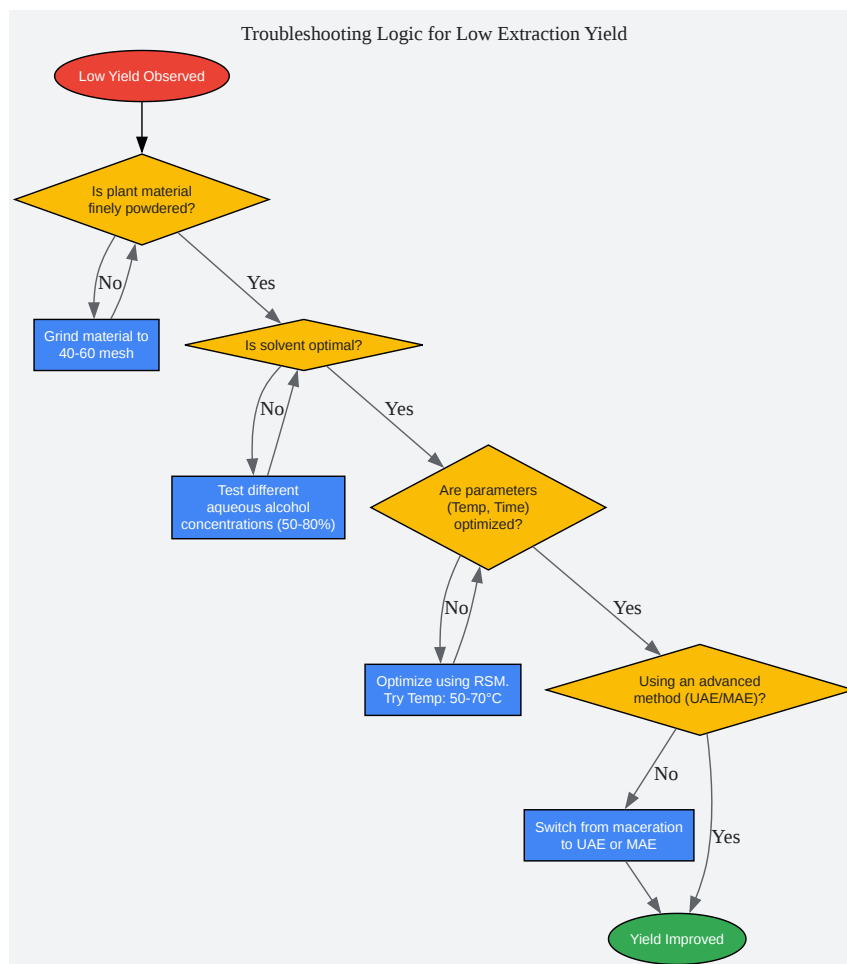 Troubleshooting Logic for Low Extraction Yield
Low Yield Observed
Is plant material
finely powdered?
No
Yes
Grind material to
40-60 mesh
Is solvent optimal?
No
Yes
Test different
aqueous alcohol
concentrations (50-80%)
Are parameters
(Temp, Time)
optimized?
No
Yes
Optimize using RSM.
Try Temp: 50-70°C
Using an advanced
method (UAE/MAE)?
No
Yes
Switch from maceration
to UAE or MAE
Yield Improved